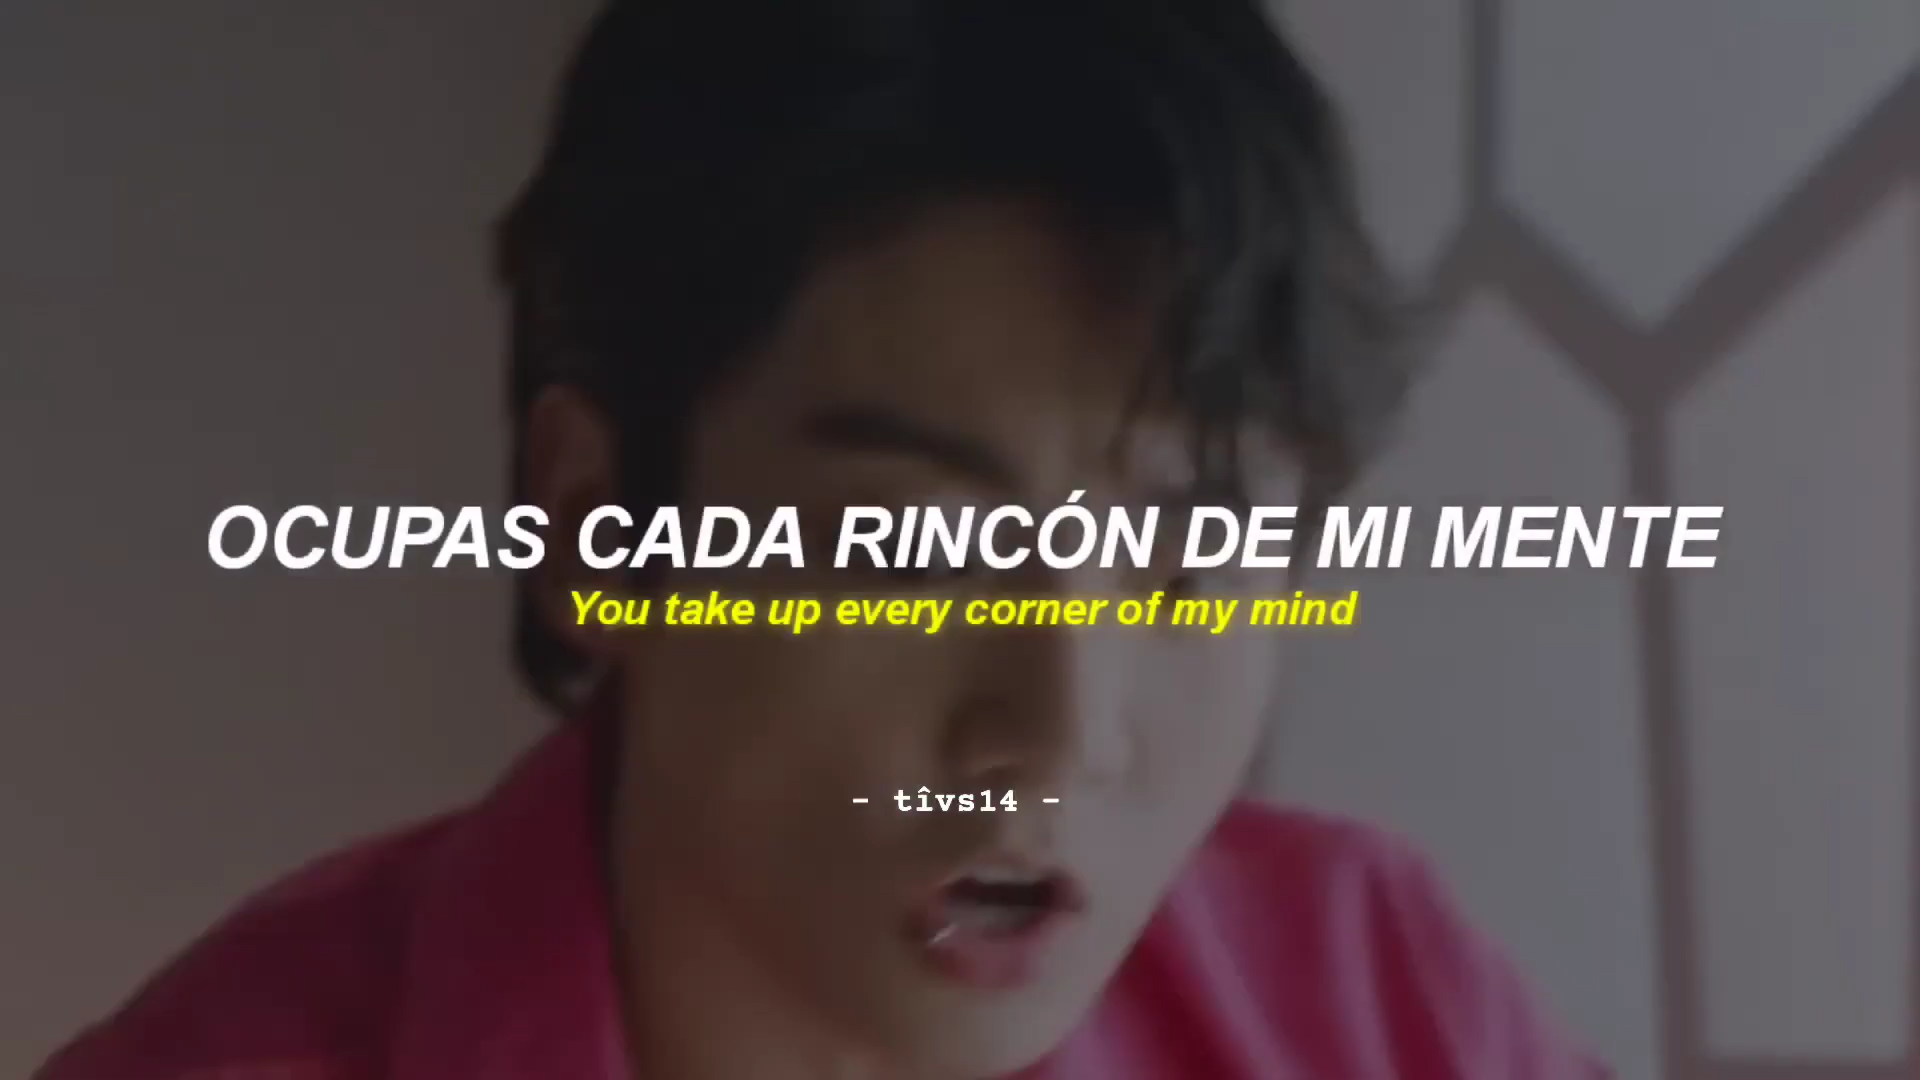 OCUPAS CADA RINCÓN DE MI MENTE
You take up every corner of my mind
- tîvs14 -